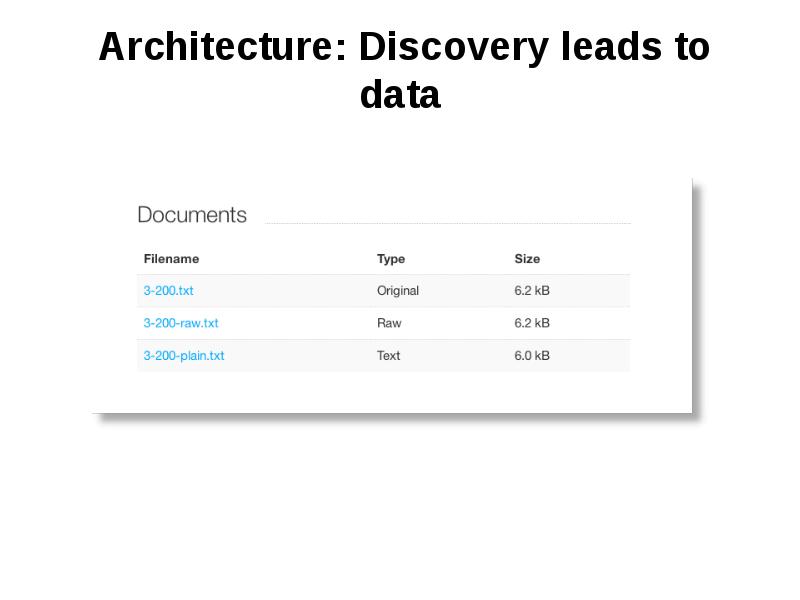 Architecture: Discovery leads to
data
Documents
Filename Type Size
3-200.txt Original 6.2 kB
3-200-raw.txt Raw 6.2 kB
3-200-plain.txt Text 6.0 kB